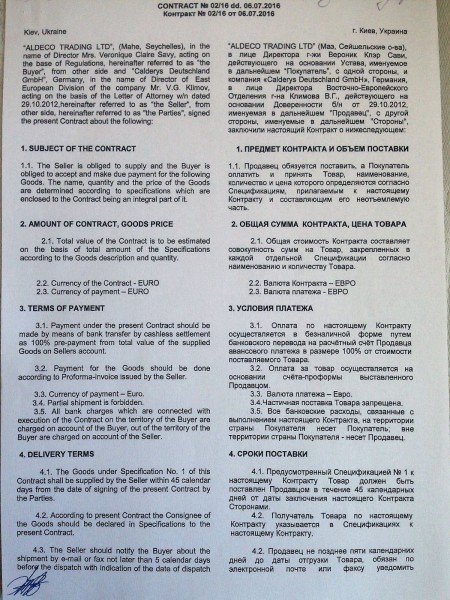 CONTRACT № 02/16 dd. 06.07.2016
Контракт № 02/16 от 06.07.2016
Kiev, Ukraine
"ALDECO TRADING LTD", (Mahe, Seychelles), in the
name of Director Mrs. Veronique Claire Savy, acting on
the base of Regulations, hereinafter referred to as "the
Buyer", from other side and "Calderys Deutschland
GmbH", Germany, in the name of Director of East
European Division of the company Mr. V.G. Klimov,
acting on the basis of the Letter of Attorney w/n dated
29.10.2012,hereinafter referred to as "the Seller", from
other side, hereinafter referred to as "the Parties", signed
the present Contract about the following:
1. SUBJECT OF THE CONTRACT
1.1. The Seller is obliged to supply and the Buyer is
obliged to accept and make due payment for the following
Goods. The name, quantity and the price of the Goods
are determined according to specifications which are
enclosed to the Contract being an integral part of it.
2. AMOUNT OF CONTRACT, GOODS PRICE
2.1. Total value of the Contract is to be estimated
on the basis of total amount of the Specifications
according to the Goods description and quantity.
2.2. Currency of the Contract - EURO
2.3. Currency of payment – EURO
3. TERMS OF PAYMENT
3.1. Payment under the present Contract should be
made by means of bank transfer by cashless settlement
as 100% pre-payment from total value of the supplied
Goods on Sellers account.
3.2. Payment for the Goods should be done
according to Proforma-Invoice issued by the Seller.
3.3. Currency of payment – Euro.
3.4. Partial shipment is forbidden.
3.5. All bank charges which are connected with
execution of the Contract on the territory of the Buyer are
charged on account of the Buyer, out of the territory of the
Buyer are charged on account of the Seller.
4. DELIVERY TERMS
4.1. The Goods under Specification No. 1 of this
Contract shall be supplied by the Seller within 45 calendar
days from the date of signing of the present Contract by
the Parties.
4.2. According to present Contract the Consignee of
the Goods should be declared in Specifications to the
present Contract.
4.3. The Seller should notify the Buyer about the
shipment by e-mail or fax not later than 5 calendar days
before the dispatch with indication of the date of dispatch
г. Киев, Украина
"ALDECO TRADING LTD" (Маэ, Сейшельские о-ва),
в лице Директора г-жи Вероник Клэр Сави,
действующего на основании Устава, именуемая
в дальнейшем "Покупатель", с одной стороны, и
компания «Calderys Deutschland GmbH», Германия,
в лице Директора Восточно-Европейского
Отделения г-на Климова В.Г., действующего на
основании Доверенности б/н от 29.10.2012,
именуемая в дальнейшем "Продавец", с другой
стороны, именуемые в дальнейшем "Стороны",
заключили настоящий Контракт о нижеследующем:
1. ПРЕДМЕТ КОНТРАКТА И ОБЪЕМ ПОСТАВКИ
1.1. Продавец обязуется поставить, а Покупатель
оплатить и принять Товар, наименование,
количество и цена которого определяются согласно
Спецификациям, прилагаемым к настоящему
Контракту и составляющим его неотъемлемую
часть.
2. ОБЩАЯ СУММА КОНТРАКТА, ЦЕНА ТОВАРА
2.1. Общая стоимость Контракта составляет
совокупность сумм на Товар, закрепленных в
каждой отдельной Спецификации согласно
наименованию и количеству Товара.
2.2. Валюта Контракта – ЕВРО
2.3. Валюта платежа - ЕВРО
3. УСЛОВИЯ ПЛАТЕЖА
3.1. Оплата по настоящему Контракту
осуществляется в безналичной форме путем
банковского перевода на расчётный счёт Продавца
авансового платежа в размере 100% от стоимости
поставляемого Товара.
3.2. Оплата за товар осуществляется на
основании счёта-проформы выставленного
Продавцом.
3.3. Валюта платежа – Евро.
3.4.Частичная поставка Товара запрещена.
3.5. Все банковские расходы, связанные с
выполнением настоящего Контракта, на территории
страны Покупателя несет Покупатель, вне
территории страны Покупателя - несет Продавец.
4. СРОКИ ПОСТАВКИ
4.1. Предусмотренный Спецификацией № 1 к
настоящему Контракту Товар должен быть
поставлен Продавцом в течение 45 календарных
дней от даты заключения настоящего Контракта
Сторонами.
4.2. Получатель Товара по настоящему
Контракту указывается в Спецификациях к
настоящему Контракту.
4.3. Продавец не позднее пяти календарных
дней до даты отгрузки Товара, обязан по
электронной почте или факсу уведомить